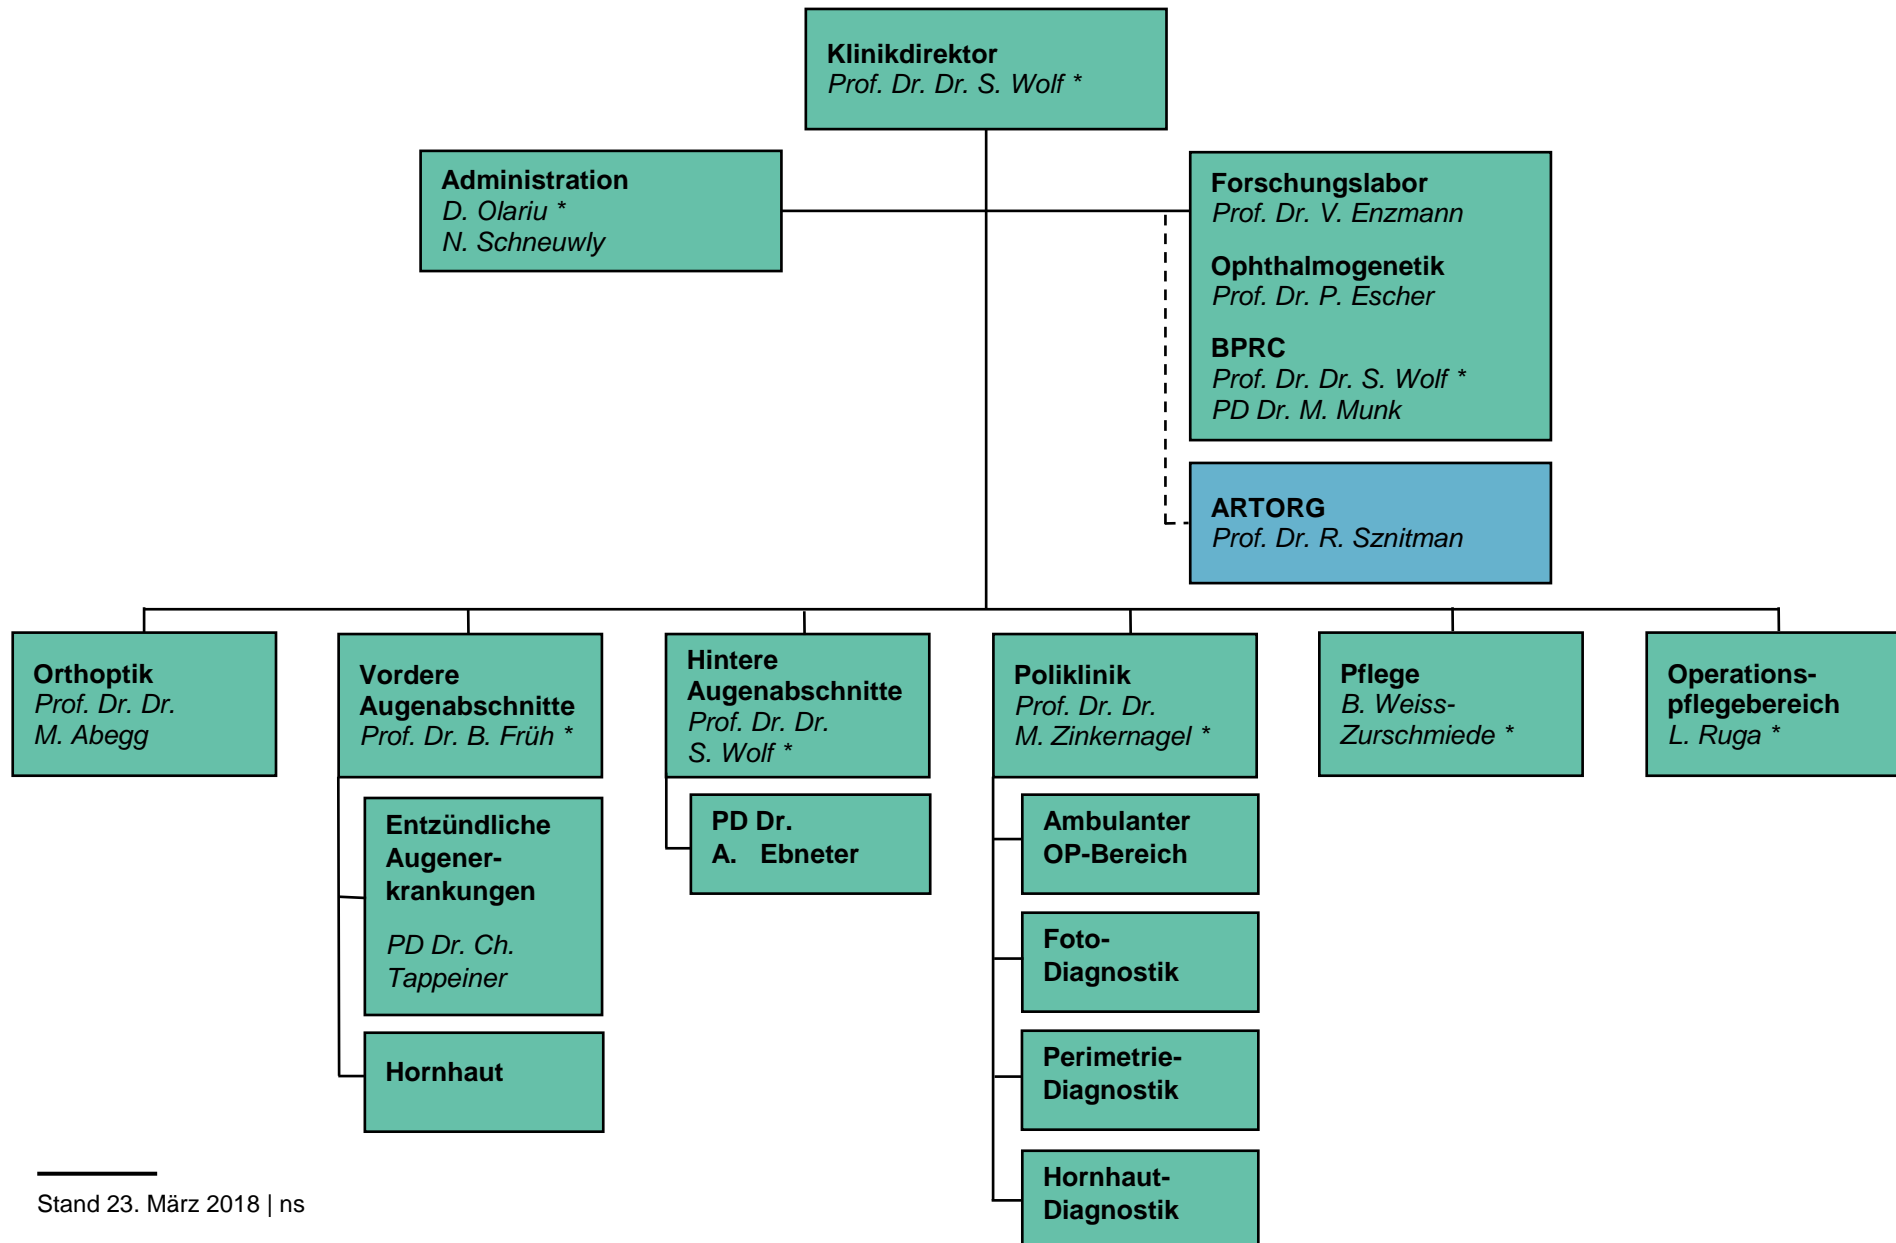 Klinikdirektor
Prof. Dr. Dr. S. Wolf *
Administration
D. Olariu *
N. Schneuwly
Forschungslabor
Prof. Dr. V. Enzmann
Ophthalmogenetik
Prof. Dr. P. Escher
BPRC
Prof. Dr. Dr. S. Wolf *
PD Dr. M. Munk
ARTORG
Prof. Dr. R. Sznitman
Orthoptik
Prof. Dr. Dr.
M. Abegg
Vordere
Augenabschnitte
Prof. Dr. B. Früh *
Entzündliche
Augener-
krankungen
PD Dr. Ch.
Tappeiner
Hornhaut
Hintere
Augenabschnitte
Prof. Dr. Dr.
S. Wolf *
PD Dr.
A. Ebneter
Poliklinik
Prof. Dr. Dr.
M. Zinkernagel *
Ambulanter
OP-Bereich
Foto-
Diagnostik
Perimetrie-
Diagnostik
Hornhaut-
Diagnostik
Pflege
B. Weiss-
Zurschmiede *
Operations-
pflegebereich
L. Ruga *
Stand 23. März 2018 | ns